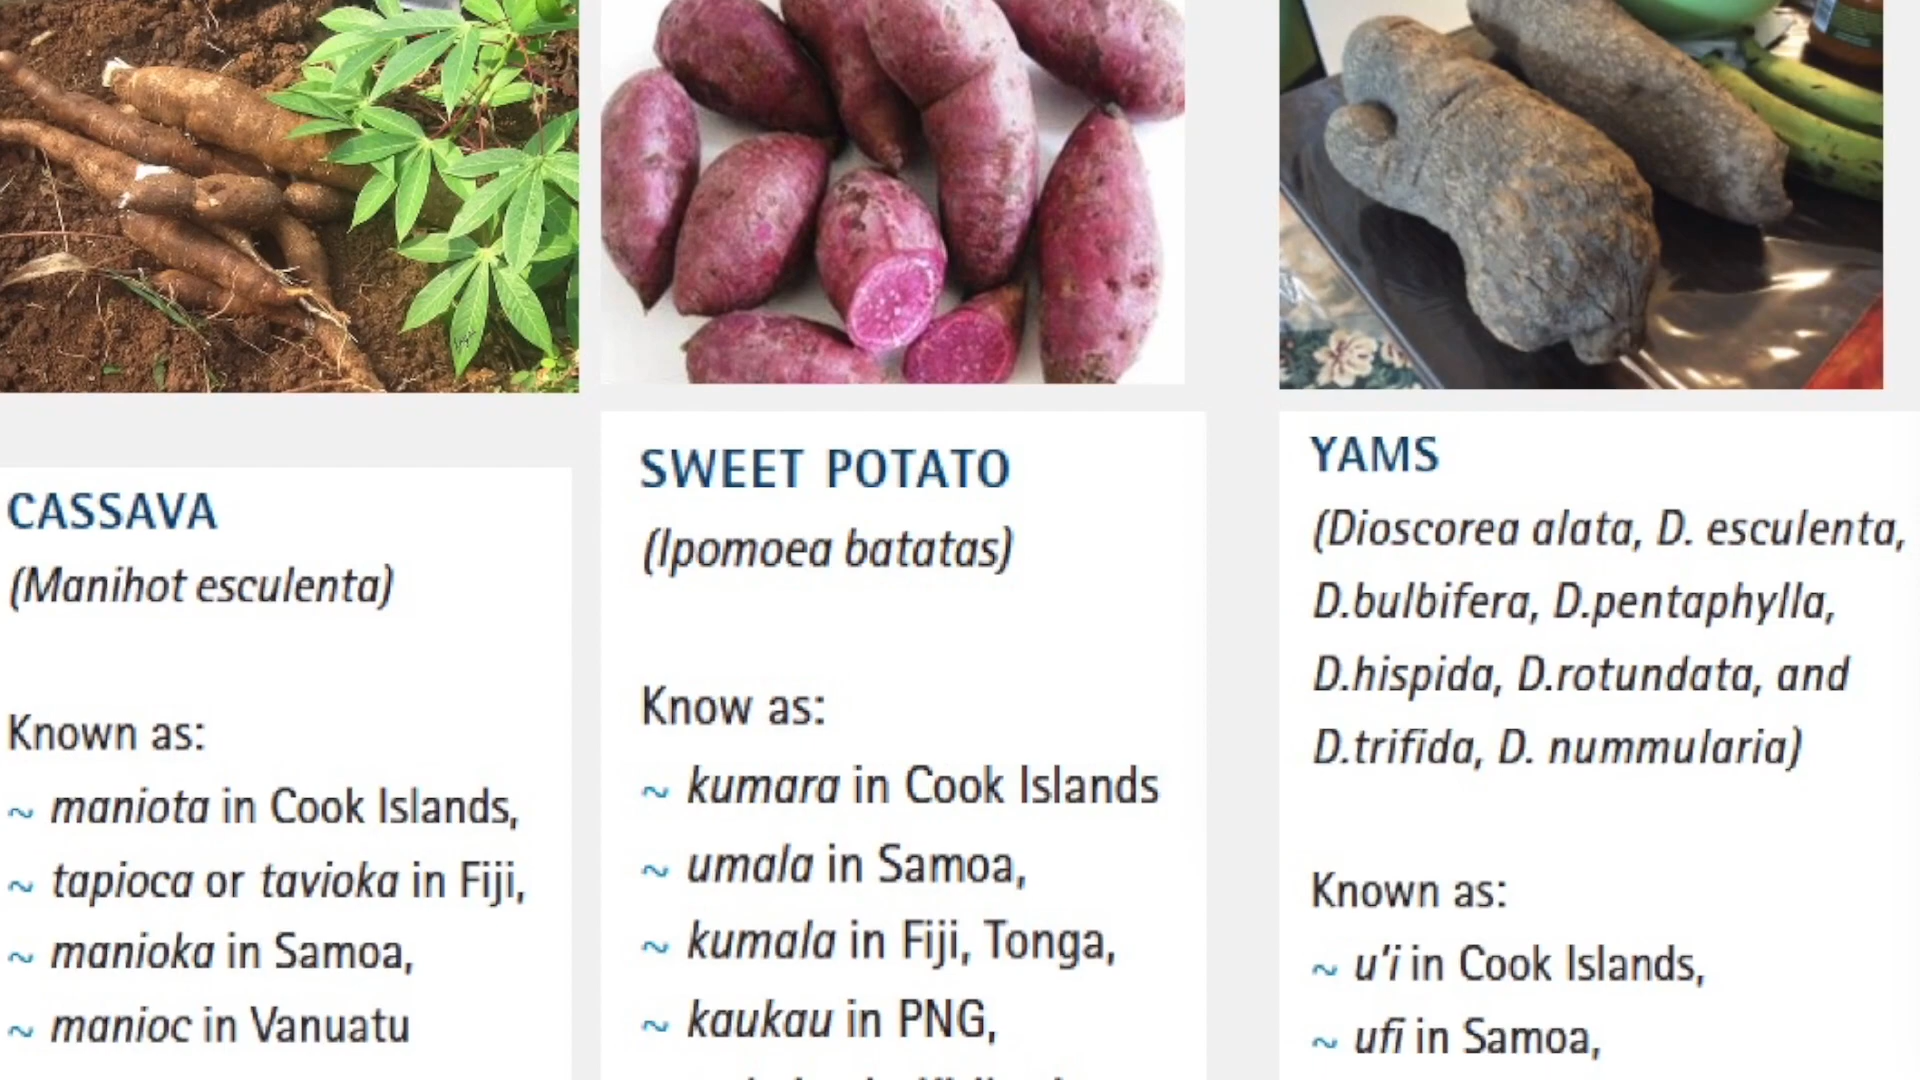 CASSAVA
(Manihot esculenta)
Known as:
~ maniota in Cook Islands,
~ tapioca or tavioka in Fiji,
~ manioka in Samoa,
~ manioc in Vanuatu
SWEET POTATO
(Ipomoea batatas)
Know as:
~ kumara in Cook Islands
~ umala in Samoa,
~ kumala in Fiji, Tonga,
~ kaukau in PNG,
YAMS
(Dioscorea alata, D. esculenta,
D.bulbifera, D.pentaphylla,
D.hispida, D.rotundata, and
D.trifida, D. nummularia)
Known as:
~ u'i in Cook Islands,
~ ufi in Samoa,